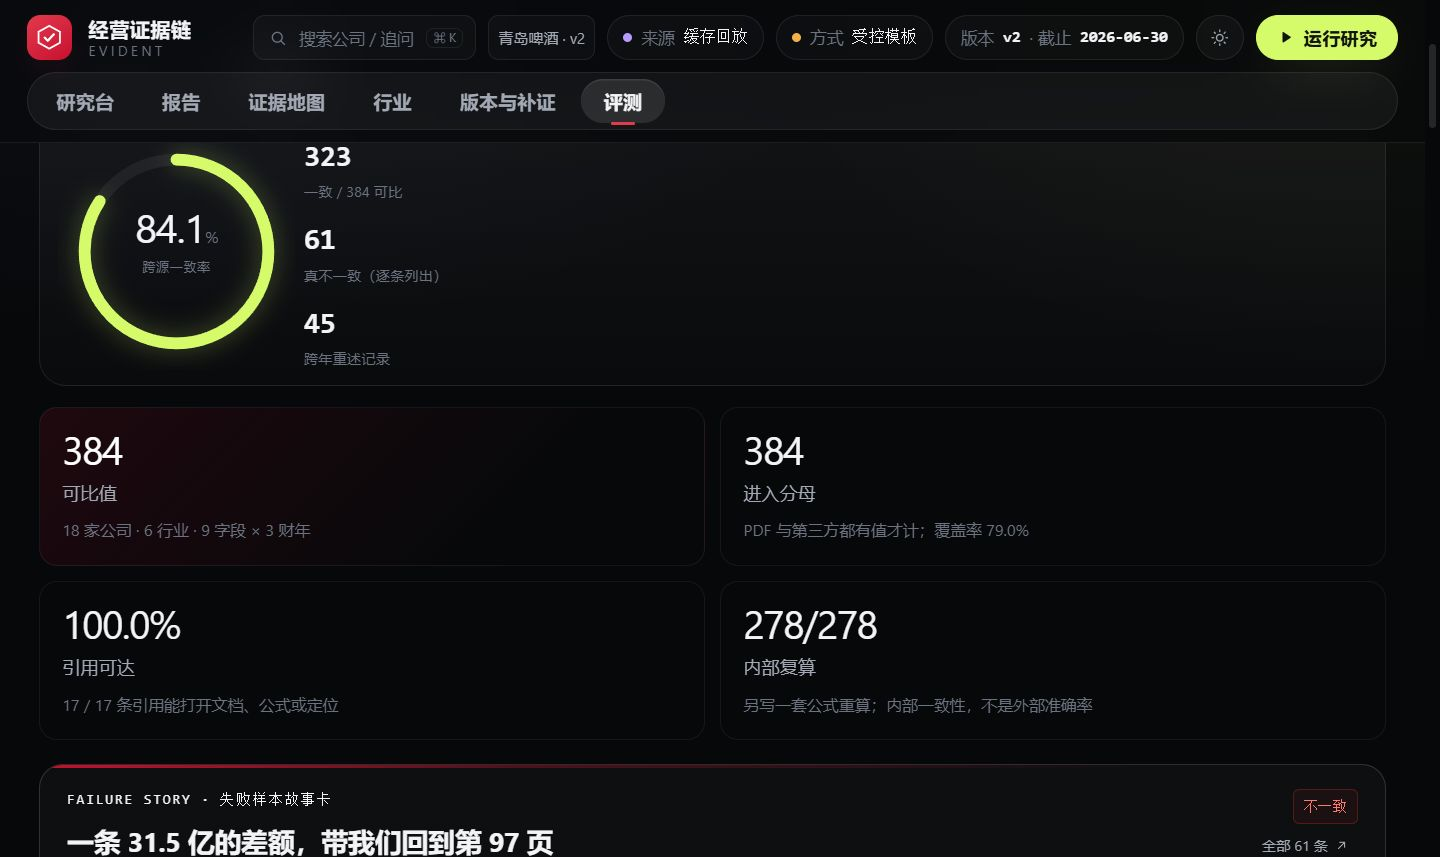 经营证据链
EVIDENT
搜索公司 / 追问 ⌘ K
青岛啤酒 · v2
来源 缓存回放
方式 受控模板
版本 v2 · 截止 2026-06-30
运行研究
研究台 报告 证据地图 行业 版本与补证 评测
84.1%
跨源一致率
323
一致 / 384 可比
61
真不一致（逐条列出）
45
跨年重述记录
384
可比值
18 家公司 · 6 行业 · 9 字段 × 3 财年
384
进入分母
PDF 与第三方都有值才计；覆盖率 79.0%
100.0%
引用可达
17 / 17 条引用能打开文档、公式或定位
278/278
内部复算
另写一套公式重算；内部一致性，不是外部准确率
FAILURE STORY · 失败样本故事卡
不一致
一条 31.5 亿的差额，带我们回到第 97 页
全部 61 条 ↗